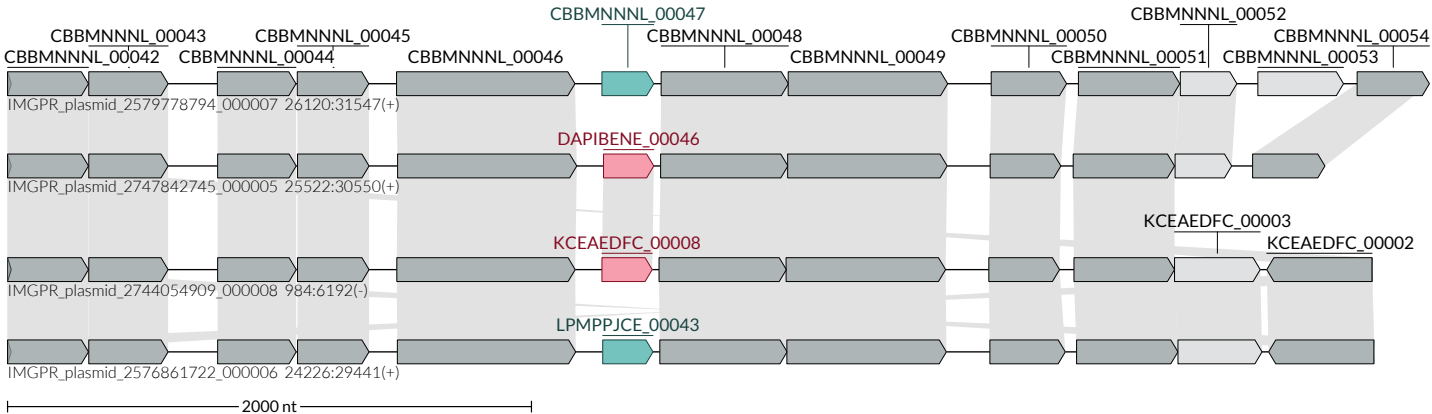 CBBMNNNL_00047
CBBMNNNL_00052
CBBMNNNL_00043
CBBMNNNL_00045
CBBMNNNL_00048
CBBMNNNL_00050
CBBMNNNL_00054
CBBMNNNL_00042
CBBMNNNL_00044
CBBMNNNL_00046
CBBMNNNL_00049
CBBMNNNL_00051
CBBMNNNL_00053
IMGPR_plasmid_2579778794_000007 26120:31547(+)
DAPIBENE_00046
IMGPR_plasmid_2747842745_000005 25522:30550(+)
KCEAEDFC_00003
KCEAEDFC_00008
KCEAEDFC_00002
IMGPR_plasmid_2744054909_000008 984:6192(-)
LPMPPJCE_00043
IMGPR_plasmid_2576861722_000006 24226:29441(+)
2000 nt